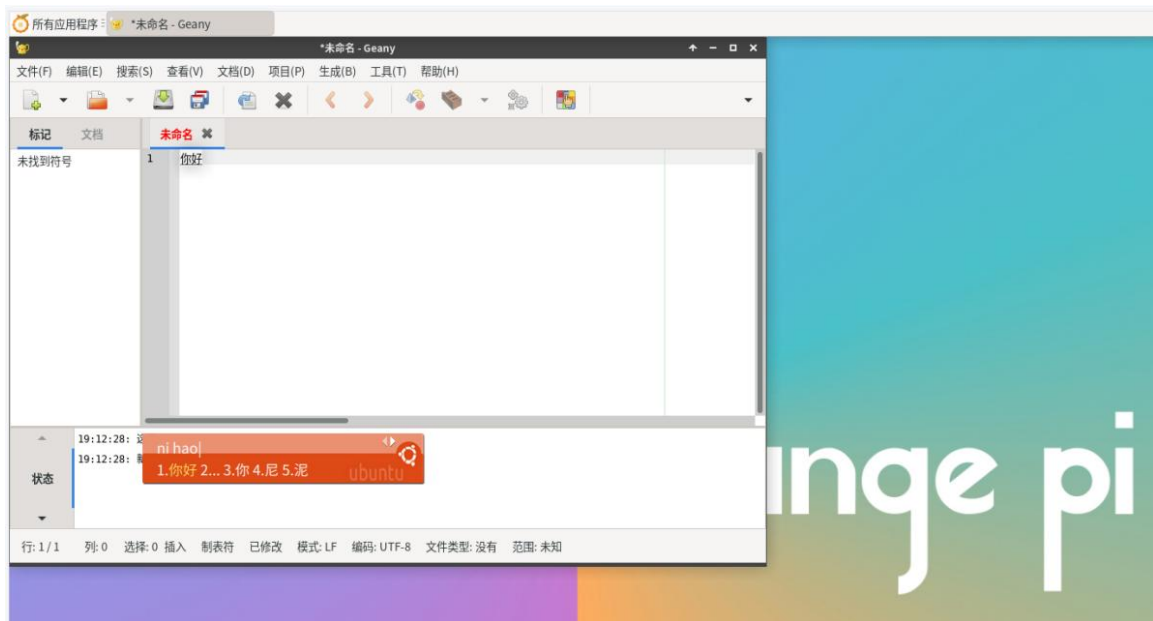 所有应用程序 *未命名 - Geany
*未命名 - Geany
文件(F) 编辑(E) 搜索(S) 查看(V) 文档(D) 项目(P) 生成(B) 工具(T) 帮助(H)
标记 文档 未命名
未找到符号 1 你好
19:12:28:
ni hao
19:12:28:
1.你好 2... 3.你 4.尼 5.泥 ubuntu
状态
行: 1 / 1 列: 0 选择: 0 插入 制表符 已修改 模式: LF 编码: UTF-8 文件类型: 没有 范围: 未知
nge pi